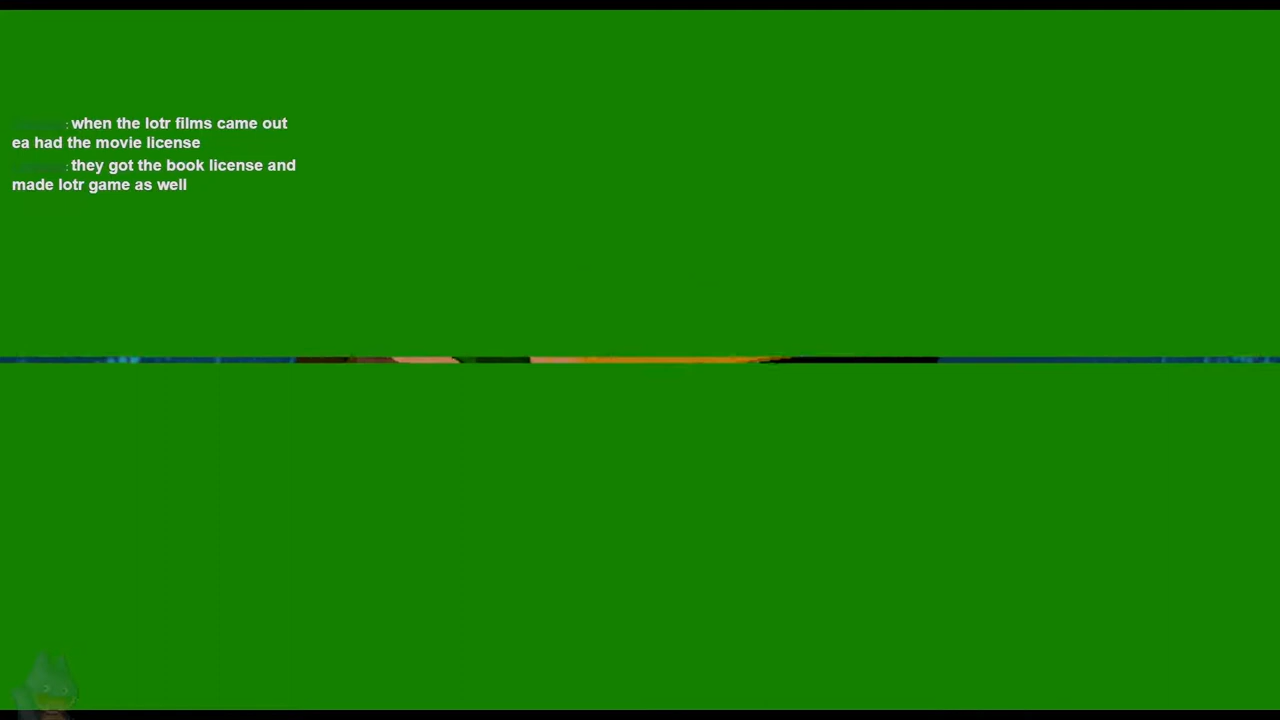 : when the lotr films came out
ea had the movie license
: they got the book license and
made lotr game as well